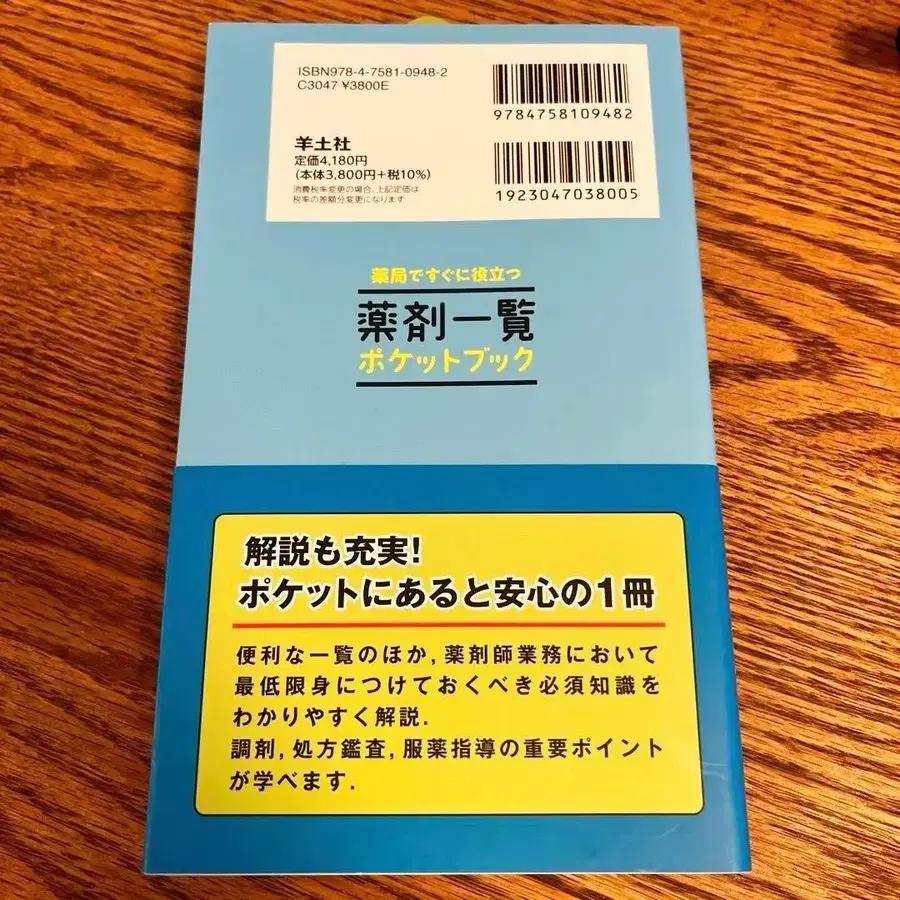 ISBN978-4-7581-0948-2
C3047 ¥3800E
9784758109482
羊土社
定価4,180円
(本体3,800円+税10%)
消費税率変更の場合、上記定価は
税率の差額分変更になります
1923047038005
薬局ですぐに役立つ
薬剤一覧
ポケットブック
解説も充実!
ポケットにあると安心の1冊
便利な一覧のほか,薬剤師業務において
最低限身につけておくべき必須知識を
わかりやすく解説.
調剤,処方鑑査,服薬指導の重要ポイント
が学べます.